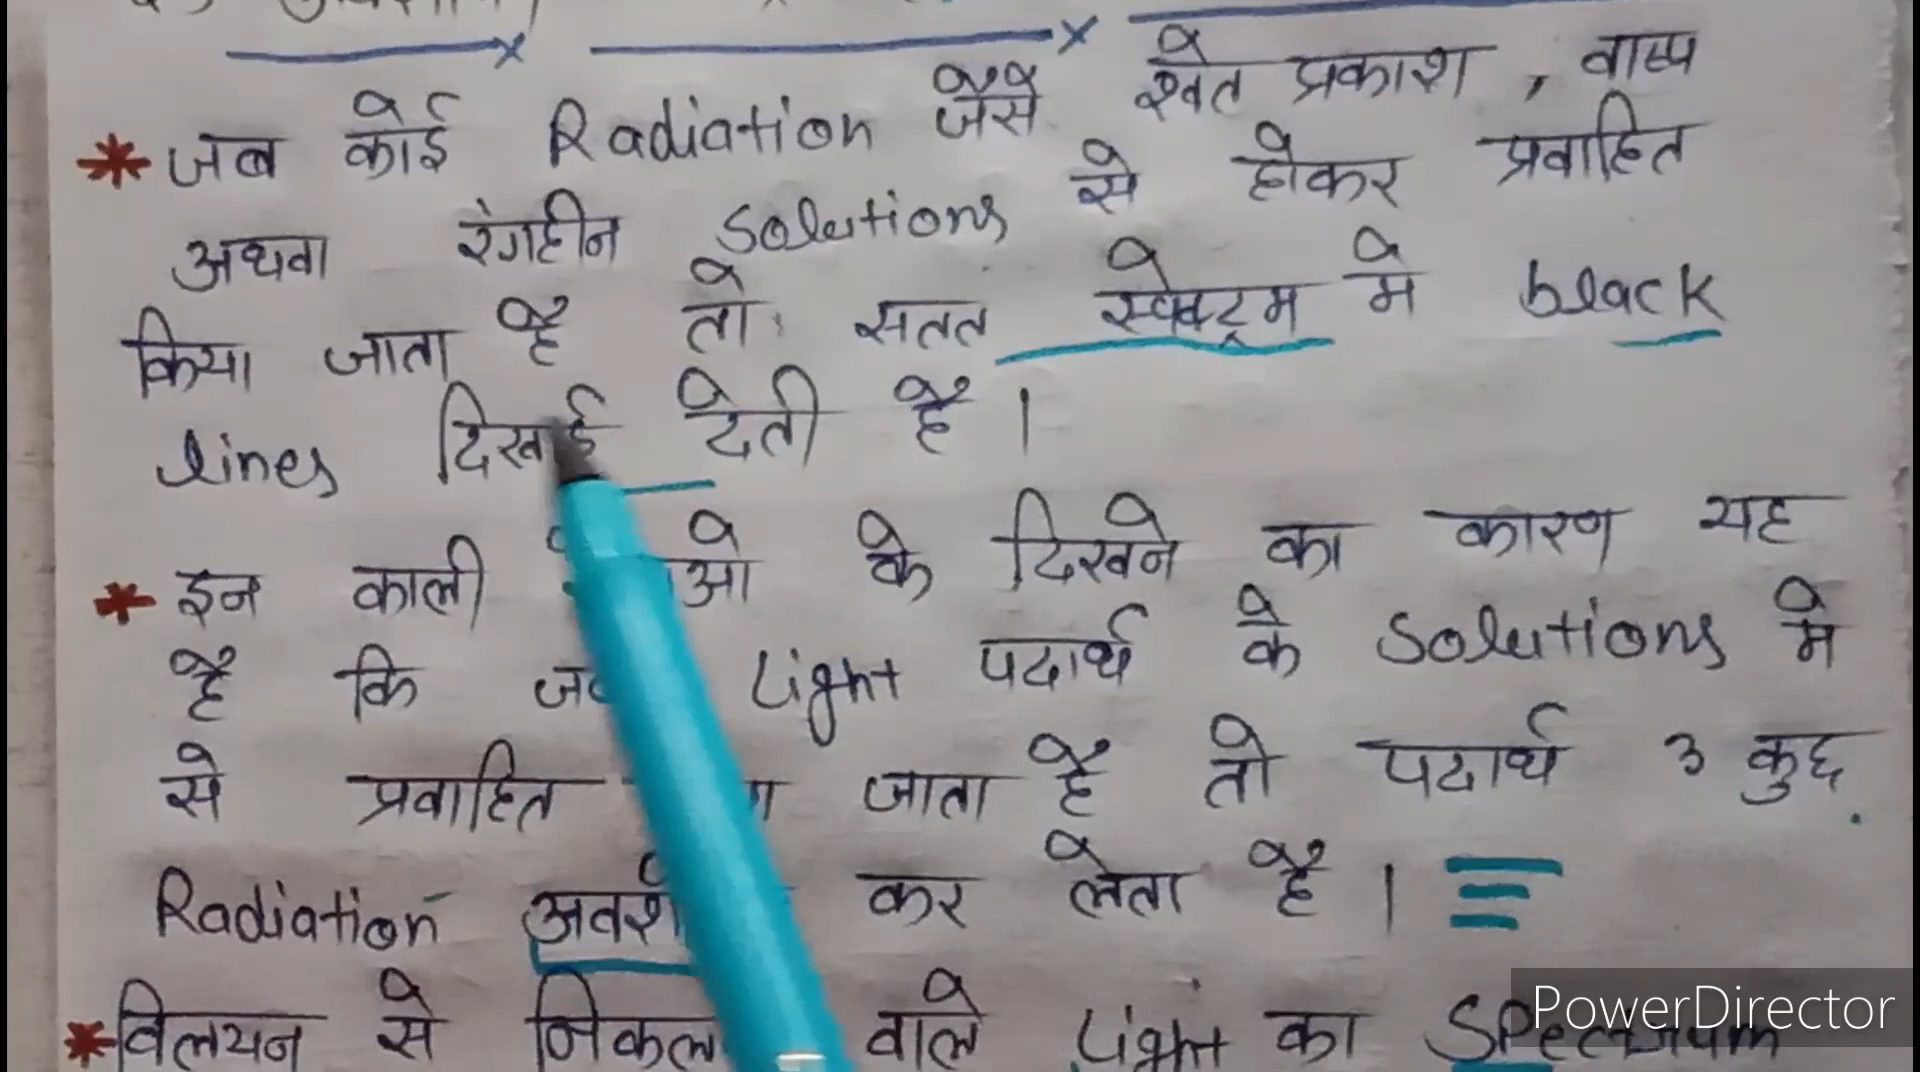 * जब कोई Radiation जैसे श्वेत प्रकाश , वाष्प
अथवा रंगहीन Solutions से होकर प्रवाहित
किया जाता है तो सतत स्पेक्ट्रम मे black
lines दिखाई देती है ।
* इन काली के दिखने का कारण यह
है कि light पदार्थ के Solutions मे
से प्रवाहित जाता है तो पदार्थ कुछ
Radiation कर लेता है ।
* विलयन से वाले light का Spectrum
PowerDirector